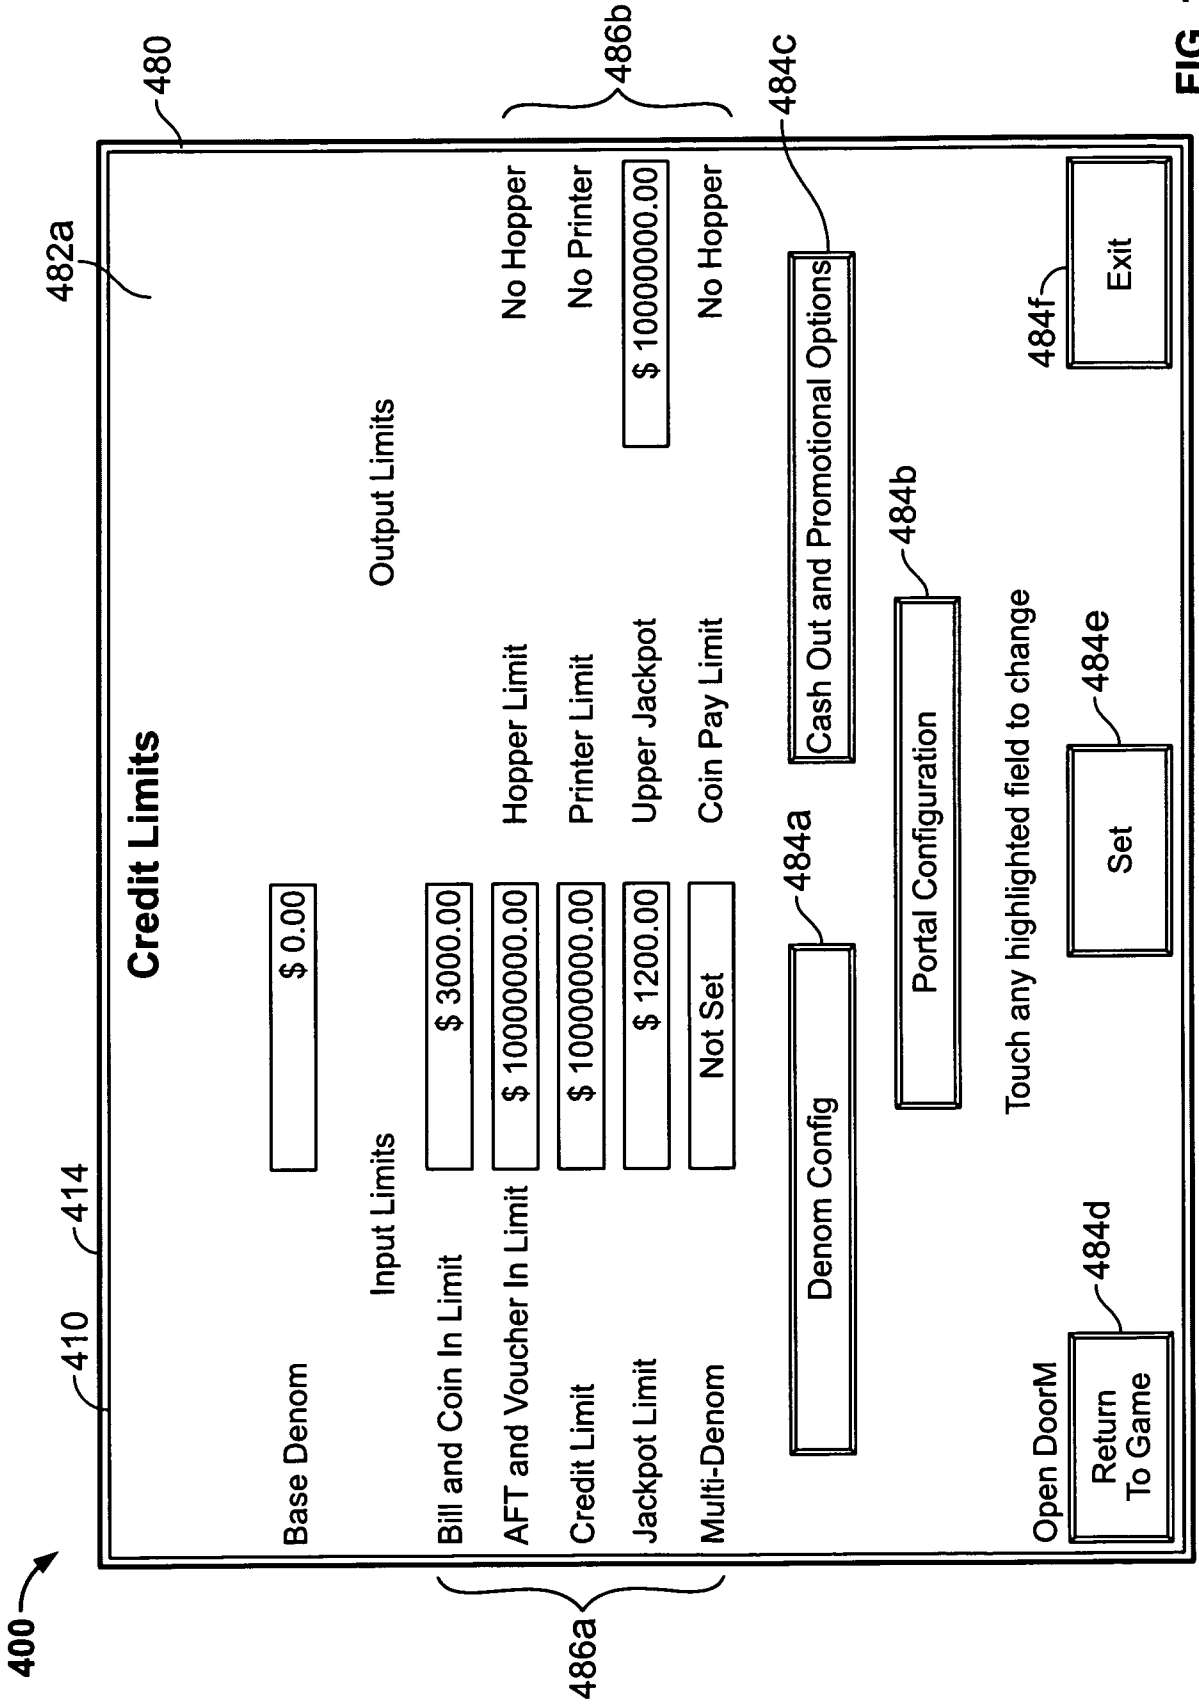 400
410
414
480
482a
Credit Limits
Base Denom $ 0.00
Input Limits Output Limits
Bill and Coin In Limit $ 3000.00
AFT and Voucher In Limit $ 10000000.00 Hopper Limit No Hopper
Credit Limit $ 10000000.00 Printer Limit No Printer
Jackpot Limit $ 1200.00 Upper Jackpot $ 10000000.00
Multi-Denom Not Set Coin Pay Limit No Hopper
486a
486b
484a
484c
Denom Config Cash Out and Promotional Options
484b
Portal Configuration
Touch any highlighted field to change
Open DoorM
484d
484e
484f
Return
To Game
Set
Exit
FIG.